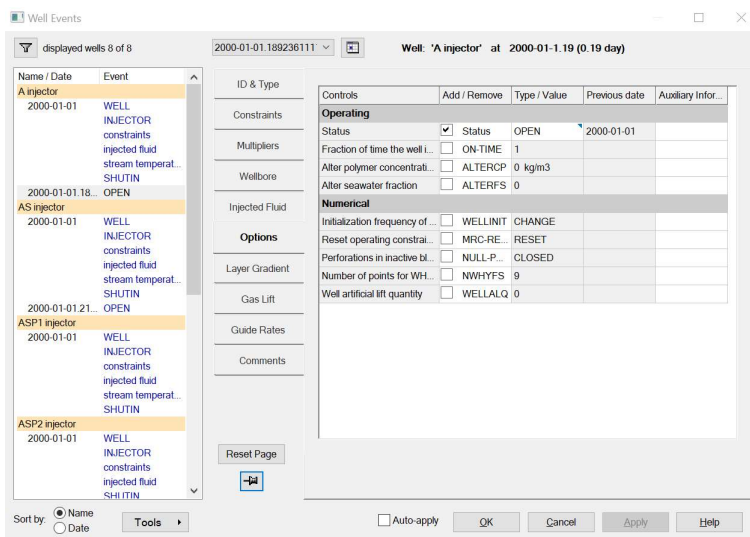 Well Events
displayed wells 8 of 8
2000-01-01.189236111
Well: 'A injector' at 2000-01-1.19 (0.19 day)
Name / Date Event
A injector
2000-01-01 WELL
INJECTOR
constraints
injected fluid
stream temperat...
SHUTIN
2000-01-01.18... OPEN
AS injector
2000-01-01 WELL
INJECTOR
constraints
injected fluid
stream temperat...
SHUTIN
2000-01-01.21... OPEN
ASP1 injector
2000-01-01 WELL
INJECTOR
constraints
injected fluid
stream temperat...
SHUTIN
ASP2 injector
2000-01-01 WELL
INJECTOR
constraints
injected fluid
SHUTIN
ID & Type
Constraints
Multipliers
Wellbore
Injected Fluid
Options
Layer Gradient
Gas Lift
Guide Rates
Comments
Reset Page
Controls Add / Remove Type / Value Previous date Auxiliary Infor...
Operating
Status Status OPEN 2000-01-01
Fraction of time the well i... ON-TIME 1
Alter polymer concentrati... ALTERCP 0 kg/m3
Alter seawater fraction ALTERFS 0
Numerical
Initialization frequency of ... WELLINIT CHANGE
Reset operating constrai... MRC-RE... RESET
Perforations in inactive bl... NULL-P... CLOSED
Number of points for WH... NWHYFS 9
Well artificial lift quantity WELLALQ 0
Sort by: Name
Date
Tools
Auto-apply OK Cancel Apply Help